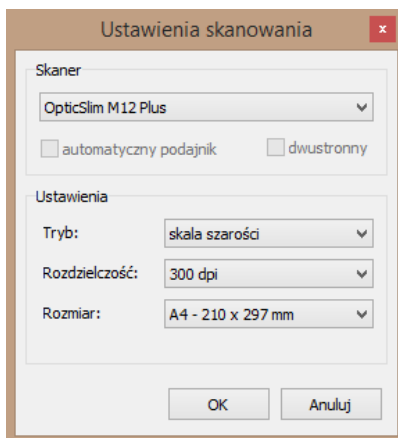 Ustawienia skanowania
x
Skaner
OpticSlim M12 Plus
automatyczny podajnik dwustronny
Ustawienia
Tryb: skala szarości
Rozdzielczość: 300 dpi
Rozmiar: A4 - 210 x 297 mm
OK Anuluj